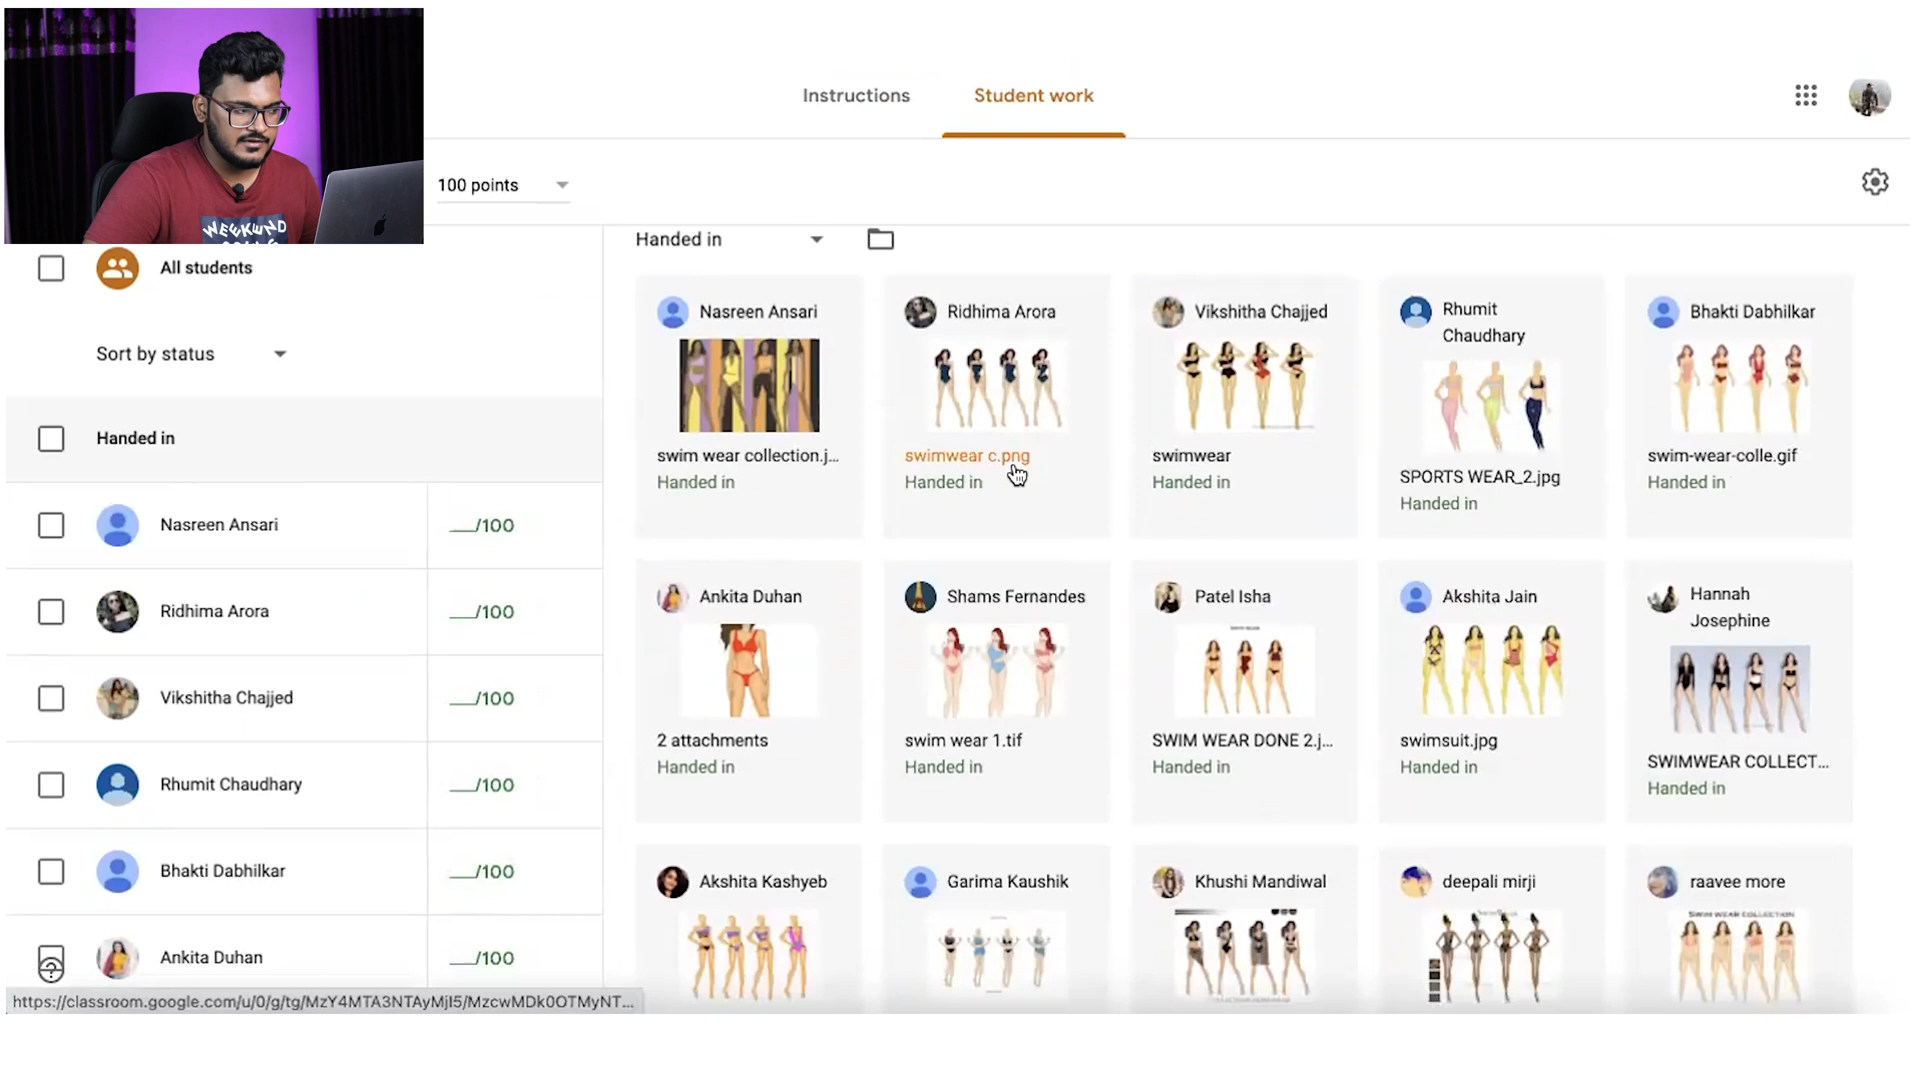 Instructions
Student work
WEEKEND
100 points
All students
Sort by status
Handed in
Nasreen Ansari
__/100
Ridhima Arora
__/100
Vikshitha Chajjed
__/100
Rhumit Chaudhary
__/100
Bhakti Dabhilkar
__/100
Ankita Duhan
__/100
Handed in
Nasreen Ansari
swim wear collection.j...
Handed in
Ridhima Arora
swimwear c.png
Handed in
Vikshitha Chajjed
swimwear
Handed in
Rhumit
Chaudhary
SPORTS WEAR_2.jpg
Handed in
Bhakti Dabhilkar
swim-wear-colle.gif
Handed in
Ankita Duhan
2 attachments
Handed in
Shams Fernandes
swim wear 1.tif
Handed in
Patel Isha
SWIM WEAR DONE 2.j...
Handed in
Akshita Jain
swimsuit.jpg
Handed in
Hannah
Josephine
SWIMWEAR COLLECT...
Handed in
Akshita Kashyeb
Garima Kaushik
Khushi Mandiwal
deepali mirji
raavee more
SWIM WEAR COLLECTION
https://classroom.google.com/u/0/g/tg/MzY4MTA3NTAyMjI5/MzcwMDk0OTMyNT...